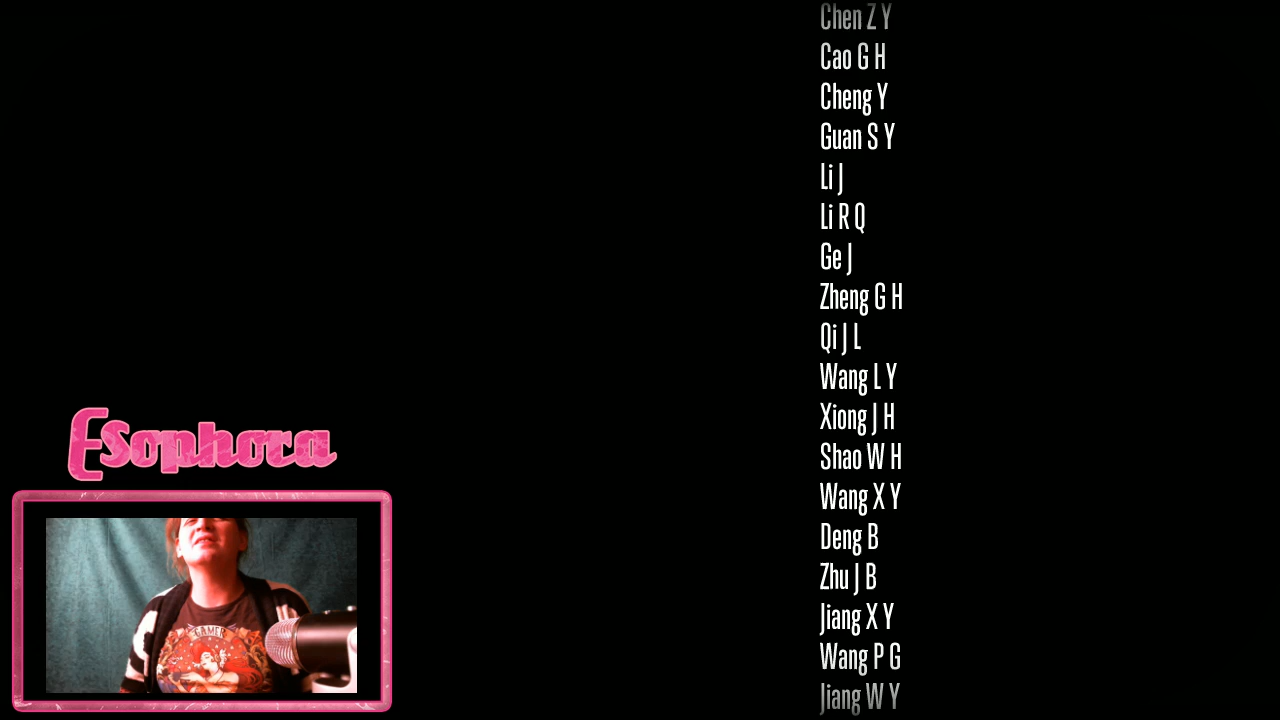 Chen Z Y
Cao G H
Cheng Y
Guan S Y
Li J
Li R Q
Ge J
Zheng G H
Qi J L
Wang L Y
Xiong J H
Shao W H
Wang X Y
Deng B
Zhu J B
Jiang X Y
Wang P G
Jiang W Y
Esophora
GAMER